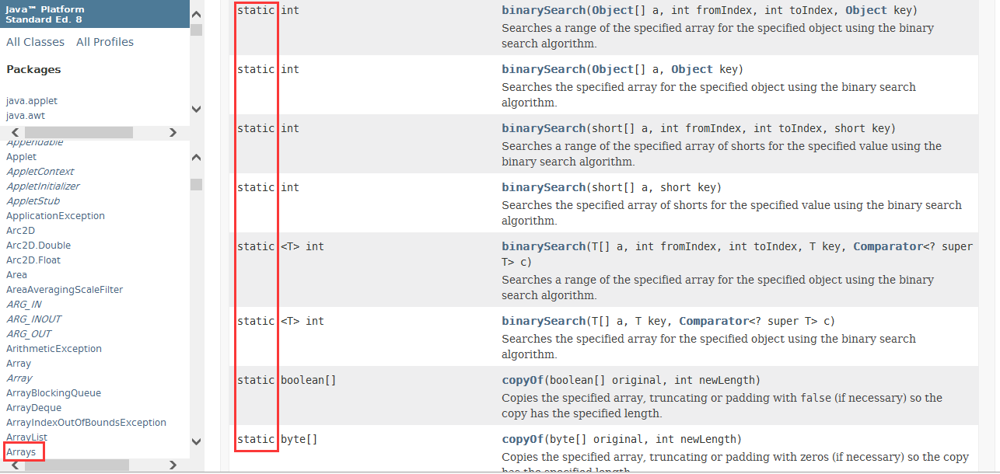 Java™ Platform
Standard Ed. 8
All Classes All Profiles
Packages
java.applet
java.awt
Appendable
Applet
AppletContext
AppletInitializer
AppletStub
ApplicationException
Arc2D
Arc2D.Double
Arc2D.Float
Area
AreaAveragingScaleFilter
ARG_IN
ARG_INOUT
ARG_OUT
ArithmeticException
Array
Array
ArrayBlockingQueue
ArrayDeque
ArrayIndexOutOfBoundsException
ArrayList
Arrays
static int binarySearch(Object[] a, int fromIndex, int toIndex, Object key)
Searches a range of the specified array for the specified object using the binary
search algorithm.
static int binarySearch(Object[] a, Object key)
Searches the specified array for the specified object using the binary search
algorithm.
static int binarySearch(short[] a, int fromIndex, int toIndex, short key)
Searches a range of the specified array of shorts for the specified value using the
binary search algorithm.
static int binarySearch(short[] a, short key)
Searches the specified array of shorts for the specified value using the binary search
algorithm.
static <T> int binarySearch(T[] a, int fromIndex, int toIndex, T key, Comparator<? super
T> c)
Searches a range of the specified array for the specified object using the binary
search algorithm.
static <T> int binarySearch(T[] a, T key, Comparator<? super T> c)
Searches the specified array for the specified object using the binary search
algorithm.
static boolean[] copyOf(boolean[] original, int newLength)
Copies the specified array, truncating or padding with false (if necessary) so the
copy has the specified length.
static byte[] copyOf(byte[] original, int newLength)
Copies the specified array, truncating or padding with zeros (if necessary) so the copy
has the specified length.